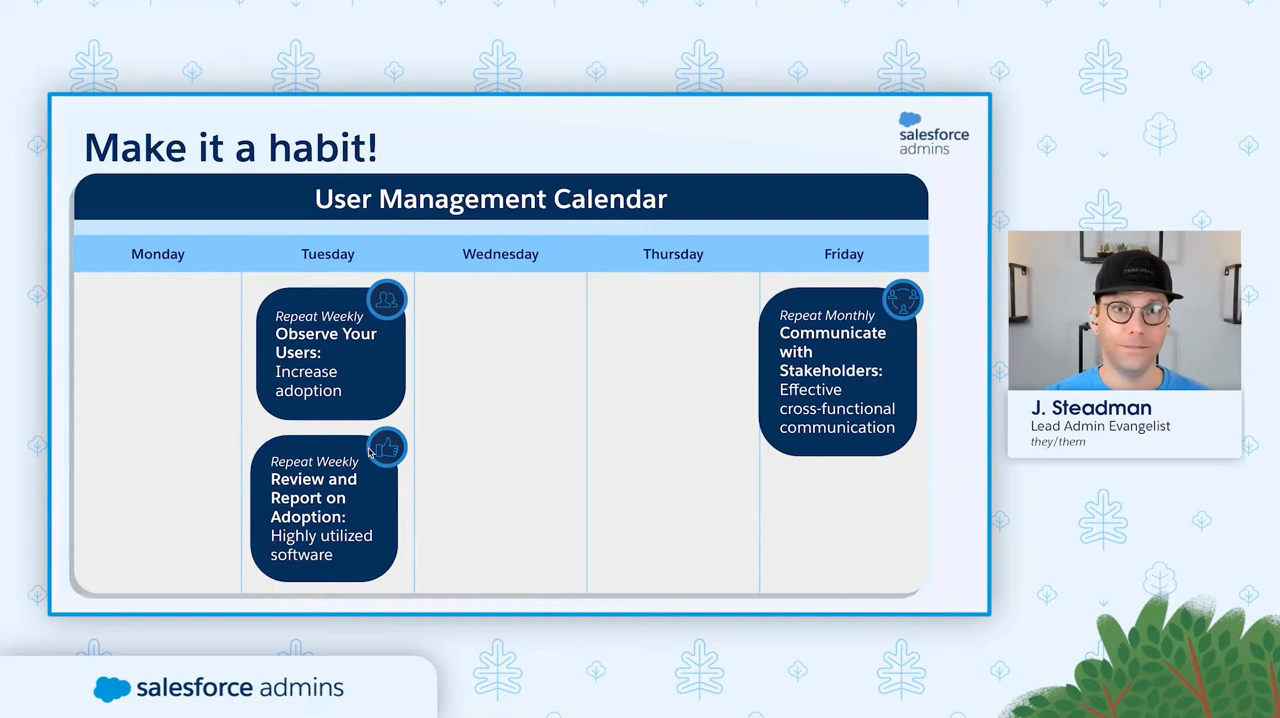 Make it a habit!
salesforce
admins
User Management Calendar
Monday
Tuesday
Wednesday
Thursday
Friday
Repeat Weekly
Observe Your
Users:
Increase
adoption
Repeat Weekly
Review and
Report on
Adoption:
Highly utilized
software
Repeat Monthly
Communicate
with
Stakeholders:
Effective
cross-functional
communication
J. Steadman
Lead Admin Evangelist
they/them
salesforce admins